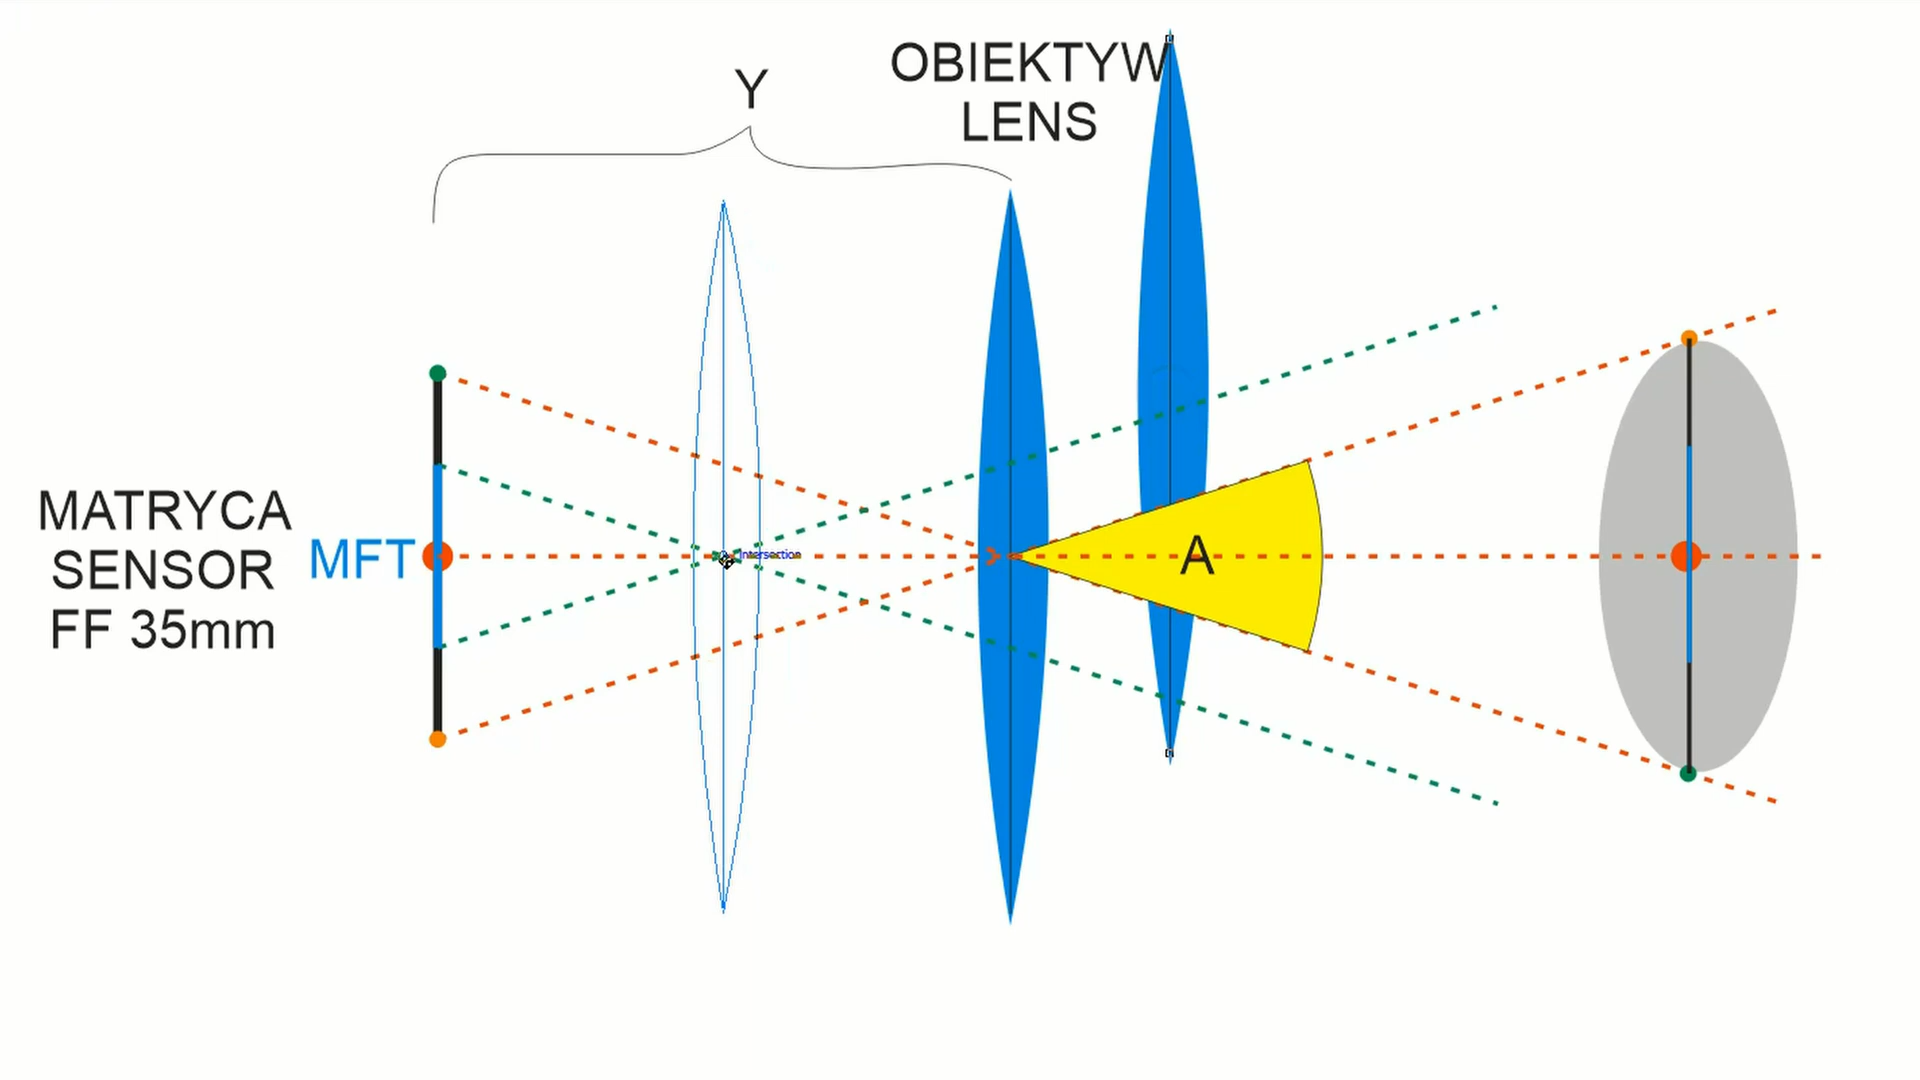 Y
OBIEKTYW
LENS
MATRYCA
SENSOR
FF 35mm
MFT
Intersection
A